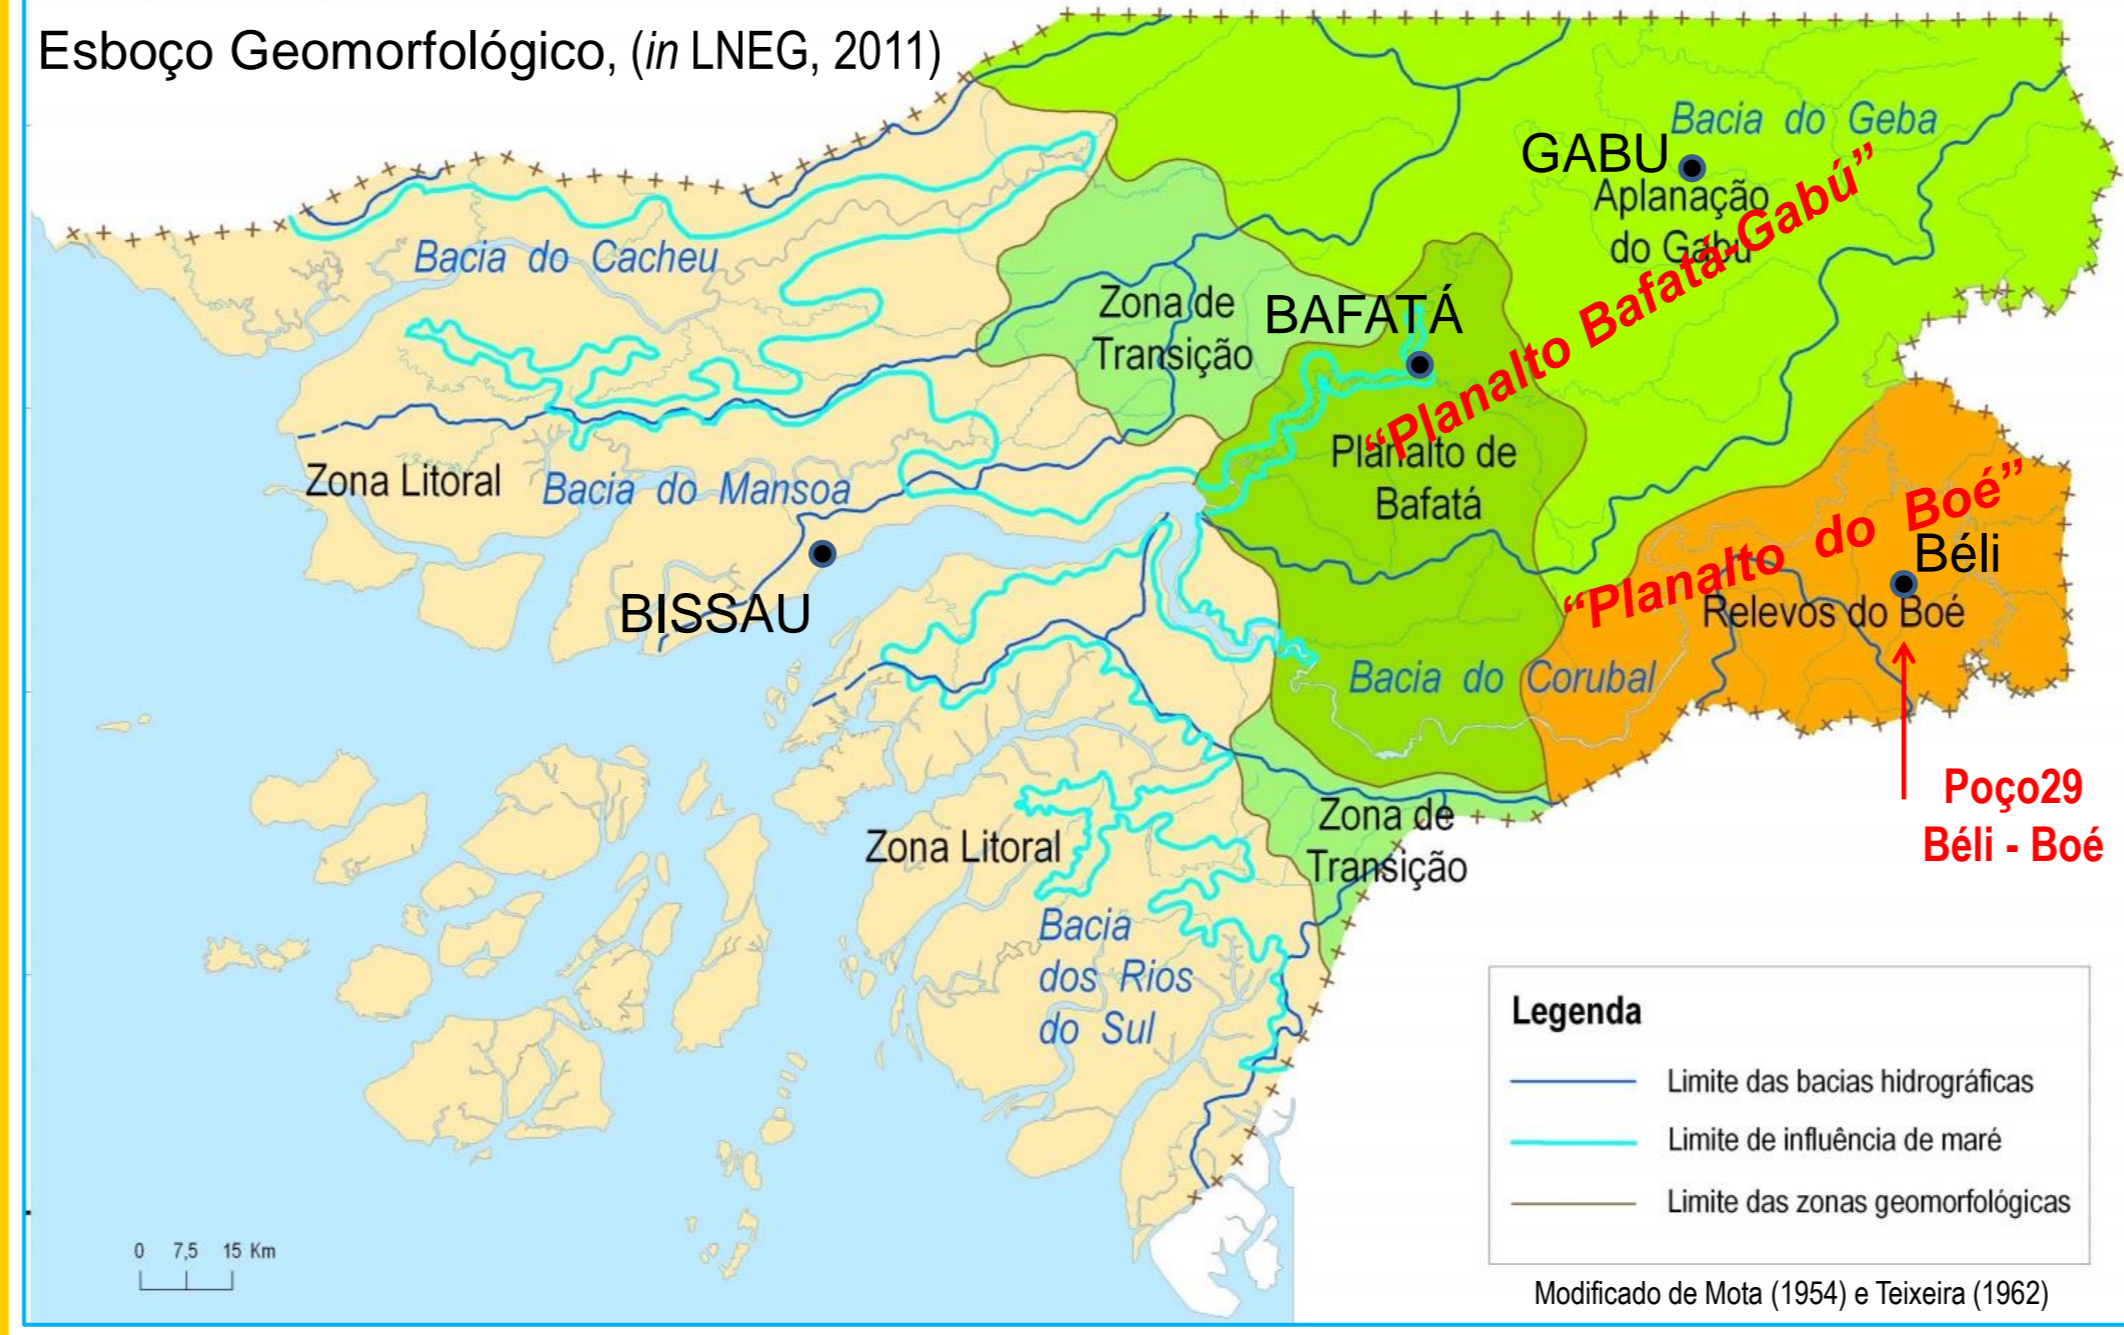 Esboço Geomorfológico, (in LNEG, 2011)
Bacia do Geba
GABU
Aplanação
do Gabu
"Planalto Bafatá-Gabú"
Bacia do Cacheu
Zona de
Transição
BAFATÁ
Planalto de
Bafatá
Zona Litoral
Bacia do Mansoa
BISSAU
"Planalto do Boé"
Béli
Relevos do Boé
Bacia do Corubal
Poço29
Béli - Boé
Zona de
Transição
Zona Litoral
Bacia
dos Rios
do Sul
Legenda
Limite das bacias hidrográficas
Limite de influência de maré
Limite das zonas geomorfológicas
0 7,5 15 Km
Modificado de Mota (1954) e Teixeira (1962)